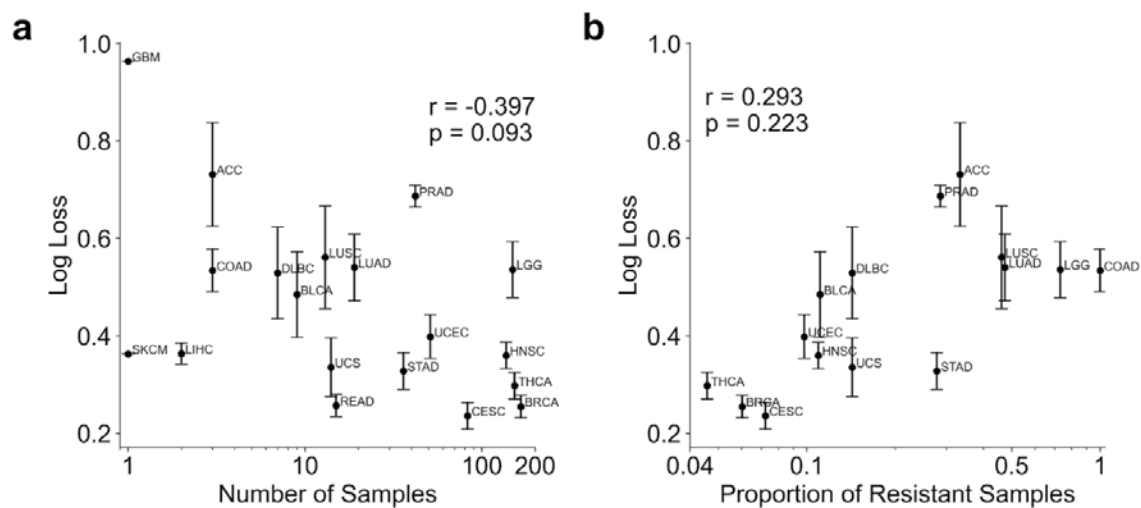 a
1.0
0.8
0.6
0.4
0.2
Log Loss
GBM
r = -0.397
p = 0.093
ACC
PRAD
COAD
DLBC
LUSC
LUAD
LGG
BLCA
UCEC
SKCM
LIHC
HNSC
UCS
STAD
THCA
READ
BRCA
CESC
1
10
100
200
Number of Samples
b
1.0
0.8
0.6
0.4
0.2
Log Loss
r = 0.293
p = 0.223
ACC
PRAD
LUSC
LUAD
LGG
COAD
DLBC
BLCA
UCEC
HNSC
UCS
STAD
THCA
BRCA
CESC
0.04
0.1
0.5
1
Proportion of Resistant Samples